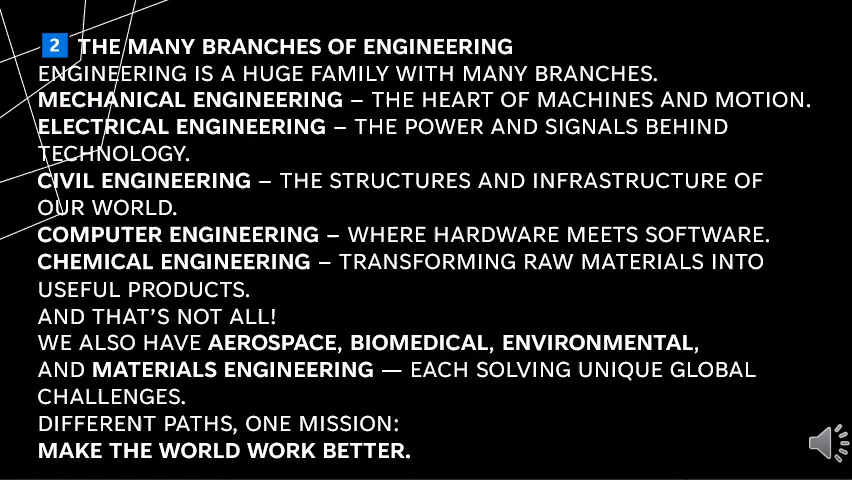 2 THE MANY BRANCHES OF ENGINEERING
ENGINEERING IS A HUGE FAMILY WITH MANY BRANCHES.
MECHANICAL ENGINEERING – THE HEART OF MACHINES AND MOTION.
ELECTRICAL ENGINEERING – THE POWER AND SIGNALS BEHIND
TECHNOLOGY.
CIVIL ENGINEERING – THE STRUCTURES AND INFRASTRUCTURE OF
OUR WORLD.
COMPUTER ENGINEERING – WHERE HARDWARE MEETS SOFTWARE.
CHEMICAL ENGINEERING – TRANSFORMING RAW MATERIALS INTO
USEFUL PRODUCTS.
AND THAT’S NOT ALL!
WE ALSO HAVE AEROSPACE, BIOMEDICAL, ENVIRONMENTAL,
AND MATERIALS ENGINEERING — EACH SOLVING UNIQUE GLOBAL
CHALLENGES.
DIFFERENT PATHS, ONE MISSION:
MAKE THE WORLD WORK BETTER.